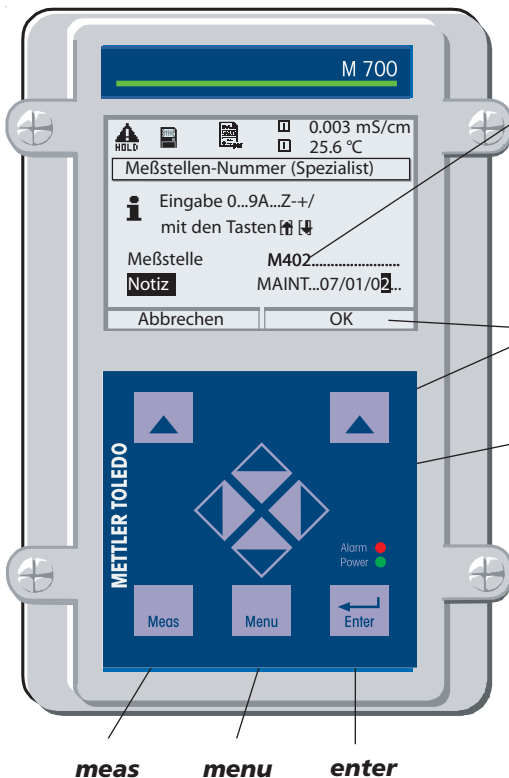 M 700
HOLD
0.003 mS/cm
25.6 °C
Meßstellen-Nummer (Spezialist)
i Eingabe 0...9A...Z-+/
mit den Tasten
Meßstelle M402......................
Notiz MAINT...07/01/02...
Abbrechen OK
METTLER TOLEDO
Alarm
Power
Meas Menu Enter
meas menu enter